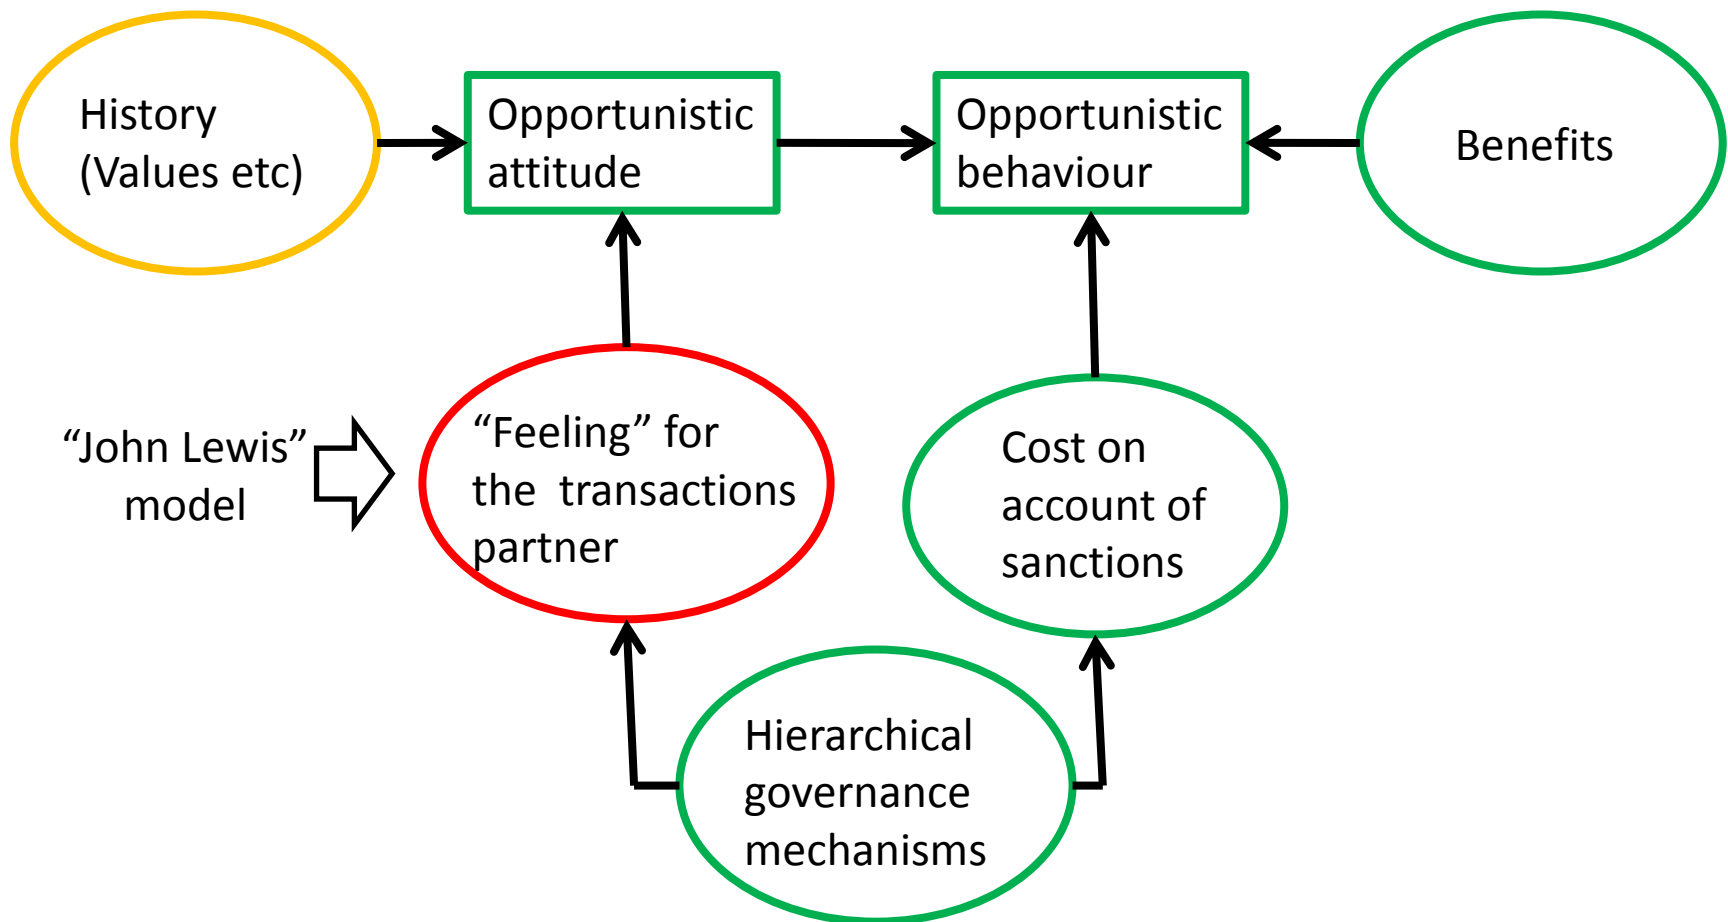 History
(Values etc)
Opportunistic
attitude
Opportunistic
behaviour
Benefits
“John Lewis”
model
“Feeling” for
the transactions
partner
Cost on
account of
sanctions
Hierarchical
governance
mechanisms